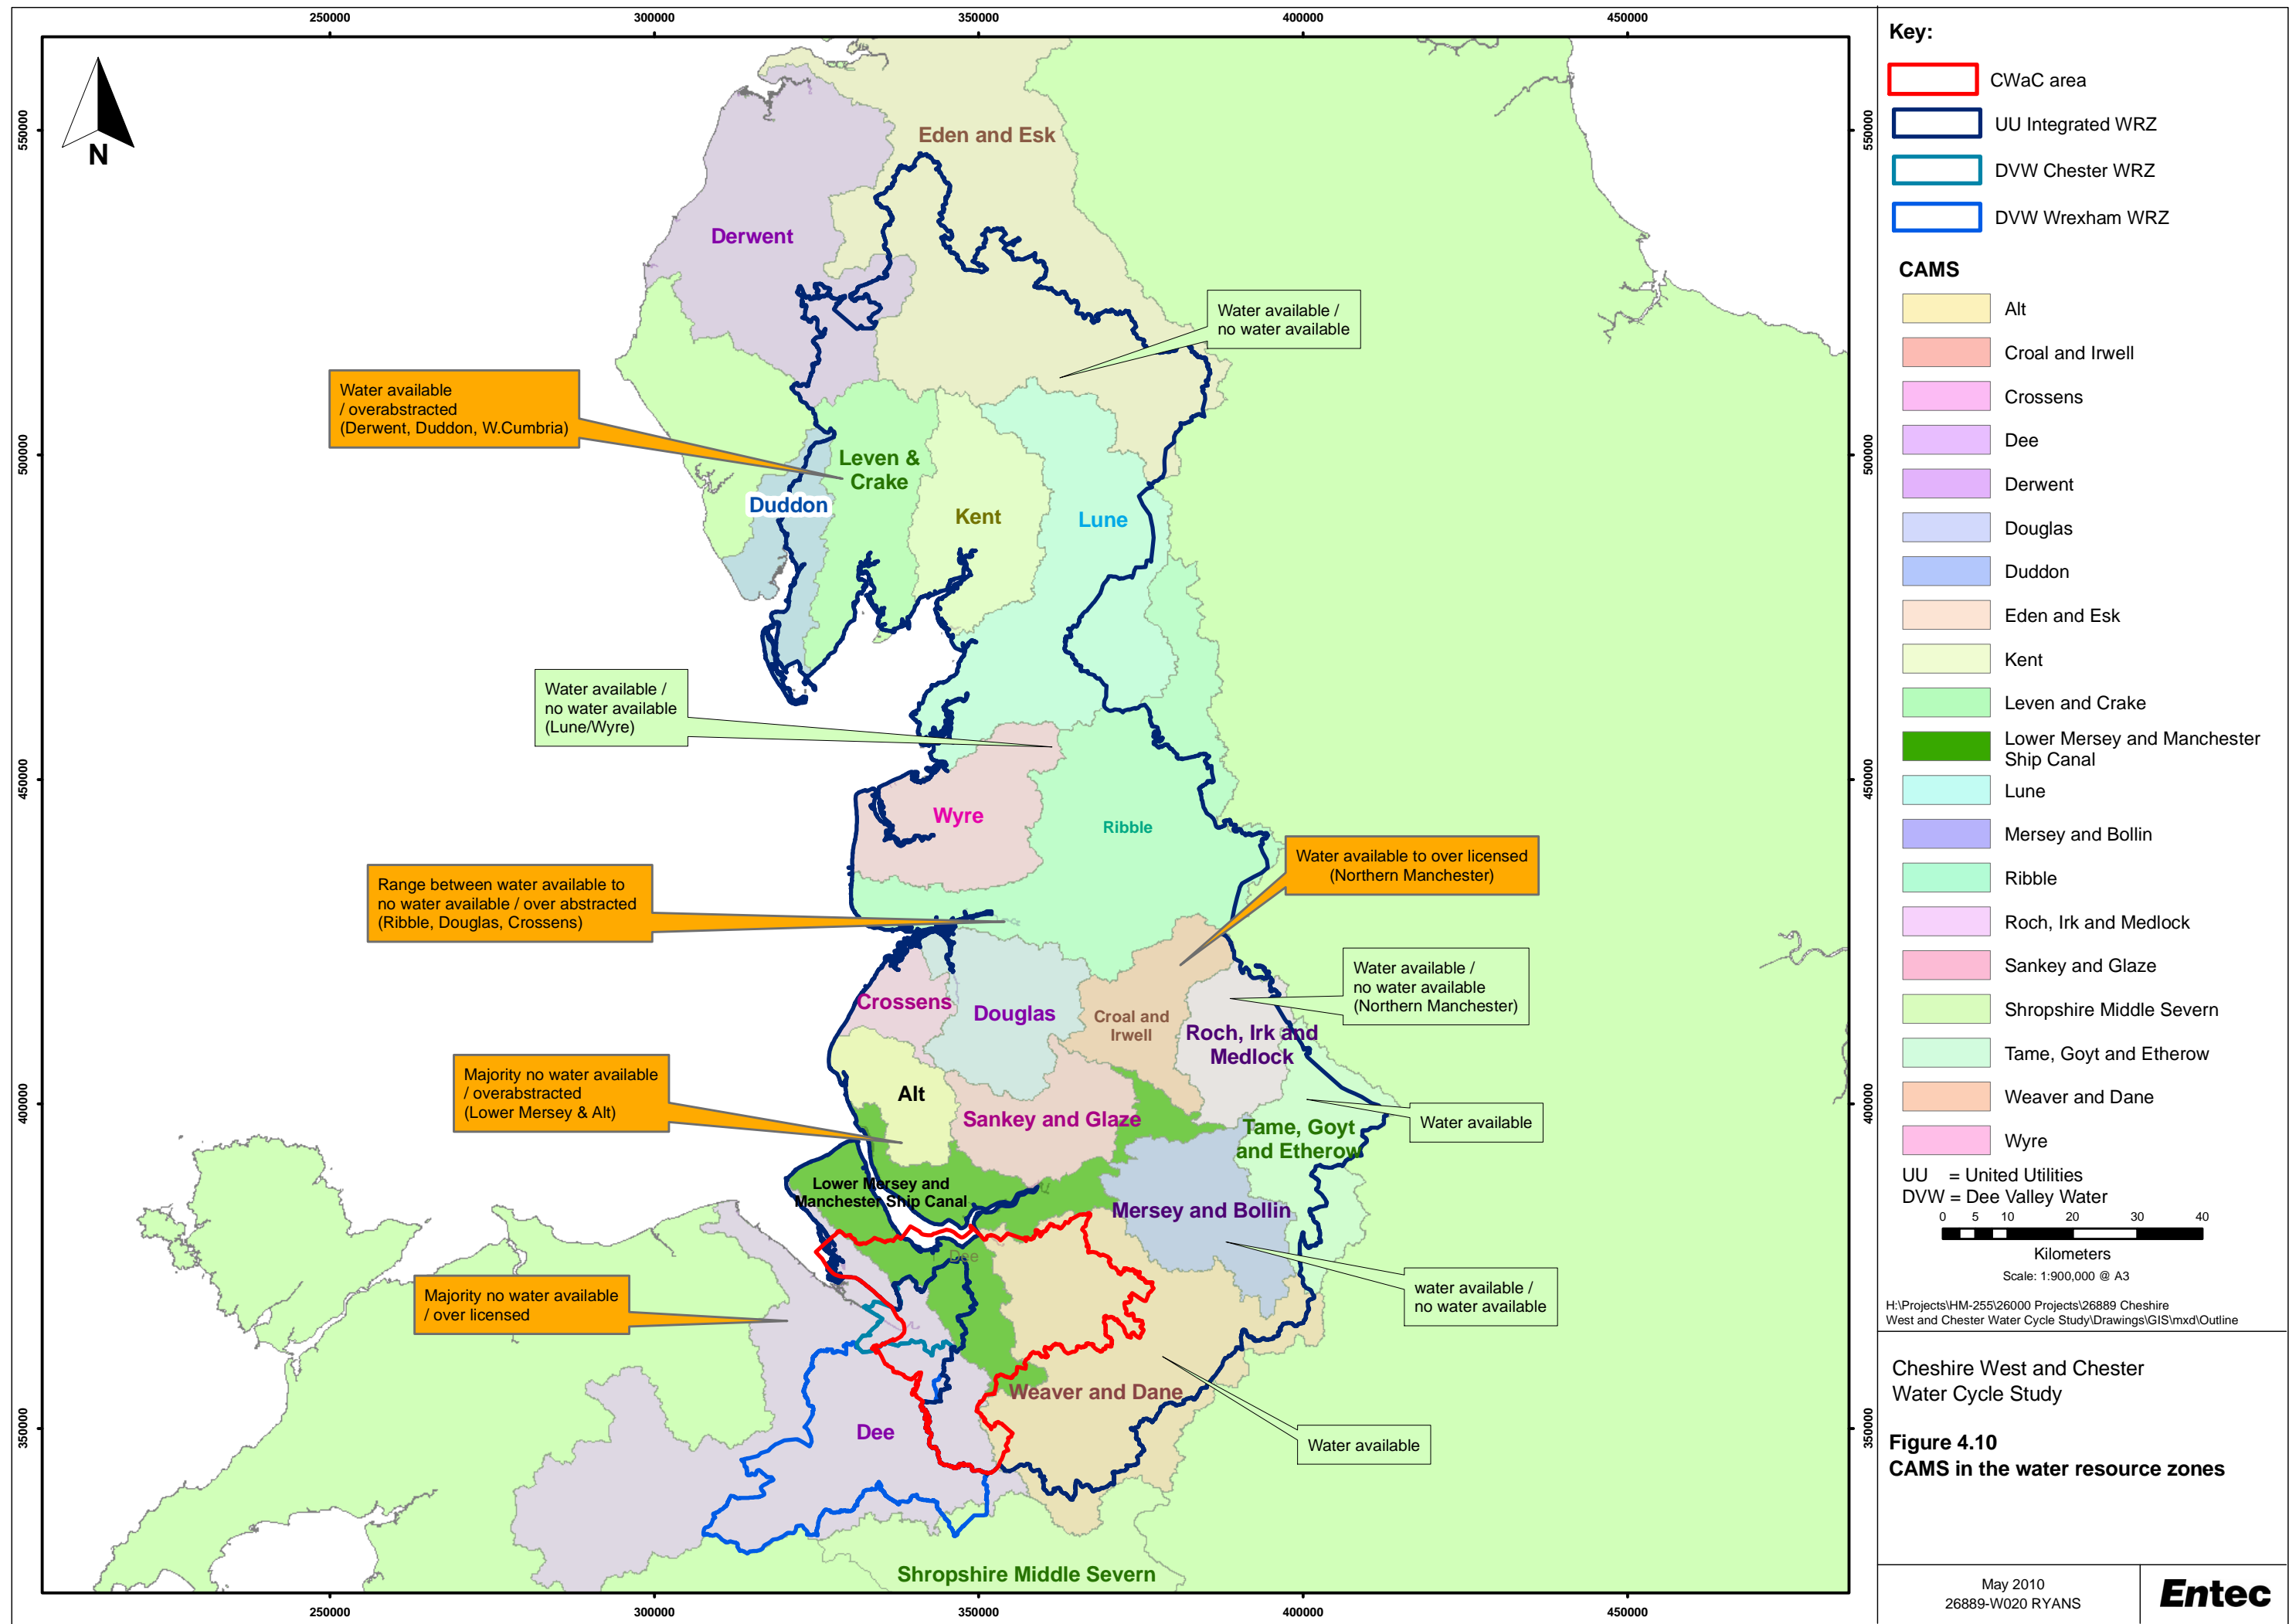 250000
300000
350000
400000
450000
550000
500000
450000
400000
350000
550000
500000
450000
400000
350000
250000
300000
350000
400000
450000
N
Eden and Esk
Derwent
Water available /
no water available
Water available
/ overabstracted
(Derwent, Duddon, W.Cumbria)
Leven &
Crake
Duddon
Kent
Lune
Water available /
no water available
(Lune/Wyre)
Wyre
Ribble
Water available to over licensed
(Northern Manchester)
Range between water available to
no water available / over abstracted
(Ribble, Douglas, Crossens)
Water available /
no water available
(Northern Manchester)
Crossens
Douglas
Croal and
Irwell
Roch, Irk and
Medlock
Majority no water available
/ overabstracted
(Lower Mersey & Alt)
Alt
Sankey and Glaze
Water available
Tame, Goyt
and Etherow
Lower Mersey and
Manchester Ship Canal
Mersey and Bollin
Dee
Majority no water available
/ over licensed
water available /
no water available
Weaver and Dane
Dee
Water available
Shropshire Middle Severn
Key:
CWaC area
UU Integrated WRZ
DVW Chester WRZ
DVW Wrexham WRZ
CAMS
Alt
Croal and Irwell
Crossens
Dee
Derwent
Douglas
Duddon
Eden and Esk
Kent
Leven and Crake
Lower Mersey and Manchester
Ship Canal
Lune
Mersey and Bollin
Ribble
Roch, Irk and Medlock
Sankey and Glaze
Shropshire Middle Severn
Tame, Goyt and Etherow
Weaver and Dane
Wyre
UU = United Utilities
DVW = Dee Valley Water
0 5 10 20 30 40
Kilometers
Scale: 1:900,000 @ A3
H:\Projects\HM-255\26000 Projects\26889 Cheshire
West and Chester Water Cycle Study\Drawings\GIS\mxd\Outline
Cheshire West and Chester
Water Cycle Study
Figure 4.10
CAMS in the water resource zones
May 2010
26889-W020 RYANS
Entec